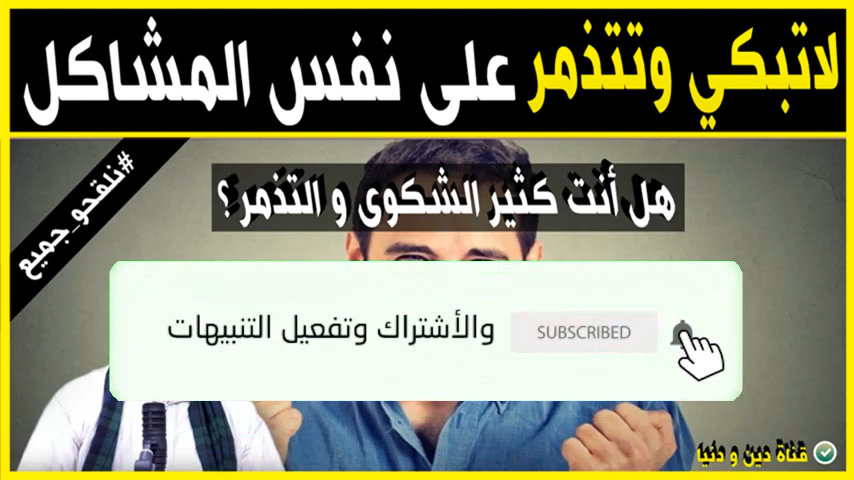 لاتبكي وتتذمر على نفس المشاكل
#نلقحو_جميع
هل أنت كثير الشكوى و التذمر؟
والأشتراك وتفعيل التنبيهات SUBSCRIBED
قناة دين و دنيا